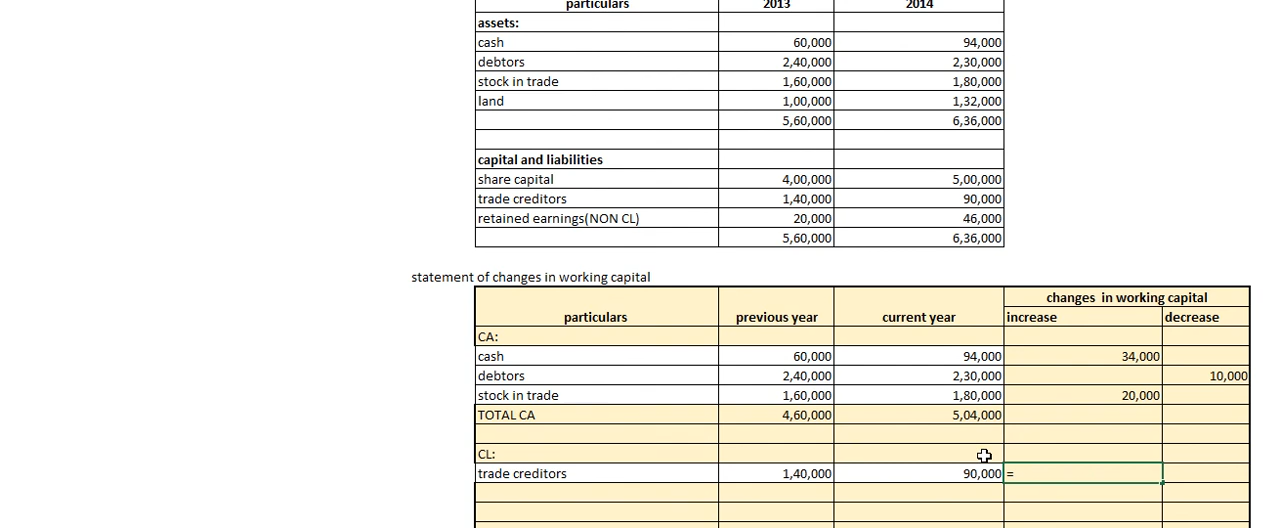 particulars 2013 2014
assets:
cash 60,000 94,000
debtors 2,40,000 2,30,000
stock in trade 1,60,000 1,80,000
land 1,00,000 1,32,000
5,60,000 6,36,000
capital and liabilities
share capital 4,00,000 5,00,000
trade creditors 1,40,000 90,000
retained earnings(NON CL) 20,000 46,000
5,60,000 6,36,000
statement of changes in working capital
changes in working capital
particulars previous year current year increase decrease
CA:
cash 60,000 94,000 34,000
debtors 2,40,000 2,30,000 10,000
stock in trade 1,60,000 1,80,000 20,000
TOTAL CA 4,60,000 5,04,000
CL:
trade creditors 1,40,000 90,000 =